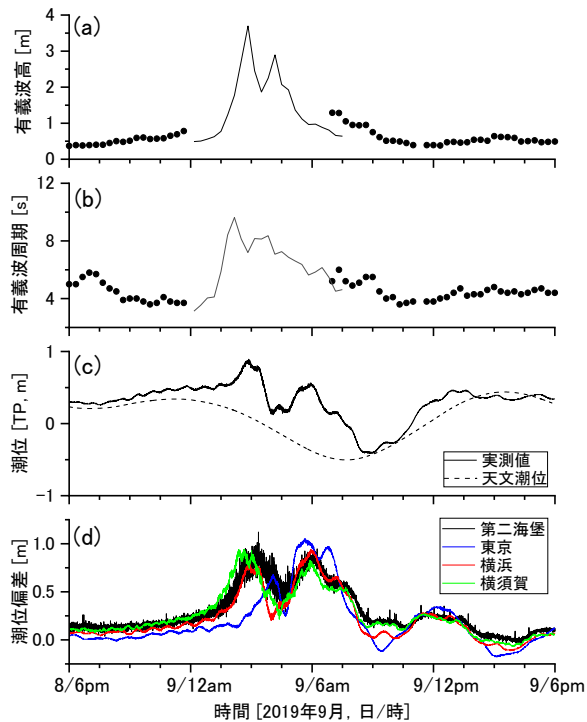 (a)
有義波高 [m]
4
3
2
1
0
(b)
有義波周期 [s]
12
8
4
(c)
潮位 [TP, m]
1
0
-1
実測値
天文潮位
(d)
潮位偏差 [m]
1.0
0.5
0.0
第二海堡
東京
横浜
横須賀
8/6pm 9/12am 9/6am 9/12pm 9/6pm
時間 [2019年9月, 日/時]